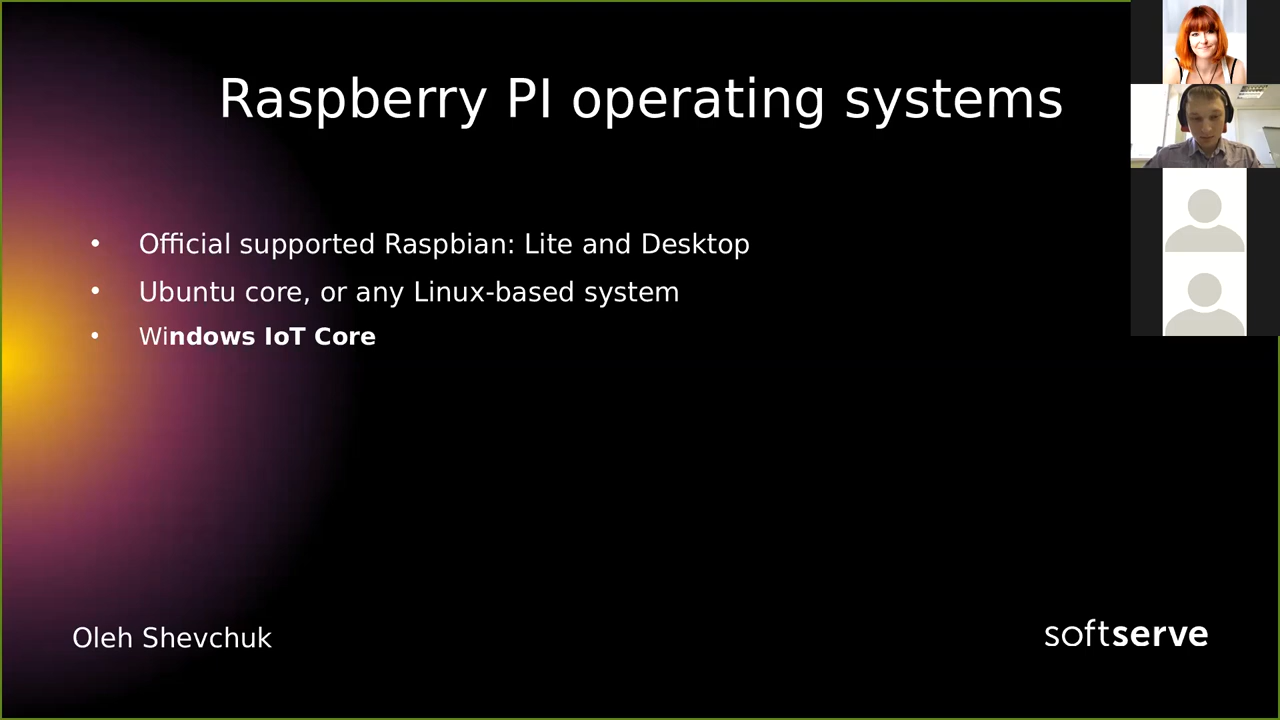 Raspberry PI operating systems
• Official supported Raspbian: Lite and Desktop
• Ubuntu core, or any Linux-based system
• Windows IoT Core
Oleh Shevchuk
softserve